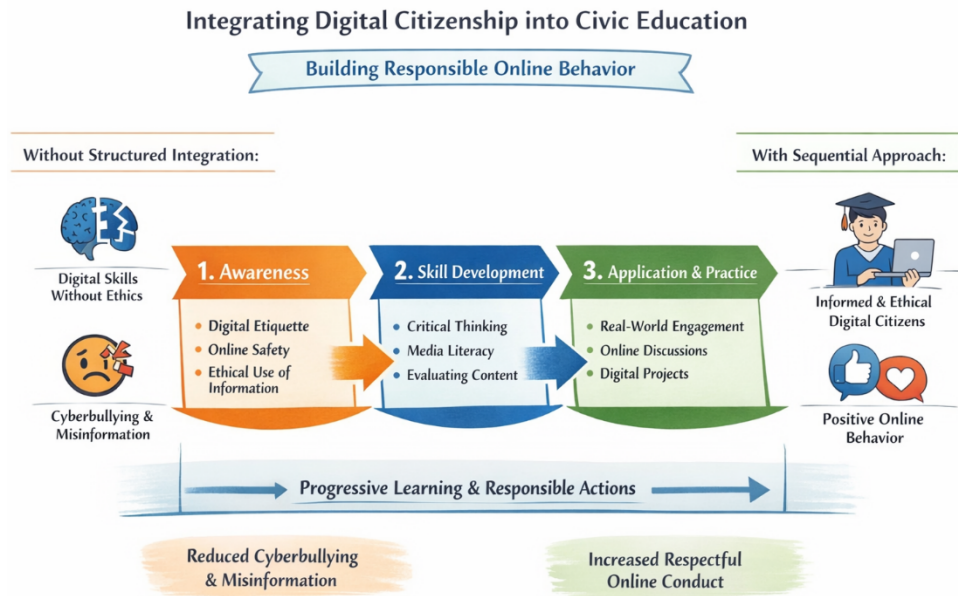 Integrating Digital Citizenship into Civic Education
Building Responsible Online Behavior
Without Structured Integration:
Digital Skills
Without Ethics
Cyberbullying &
Misinformation
1. Awareness
• Digital Etiquette
• Online Safety
• Ethical Use of
Information
2. Skill Development
• Critical Thinking
• Media Literacy
• Evaluating Content
3. Application & Practice
• Real-World Engagement
• Online Discussions
• Digital Projects
With Sequential Approach:
Informed & Ethical
Digital Citizens
Positive Online
Behavior
Progressive Learning & Responsible Actions
Reduced Cyberbullying
& Misinformation
Increased Respectful
Online Conduct